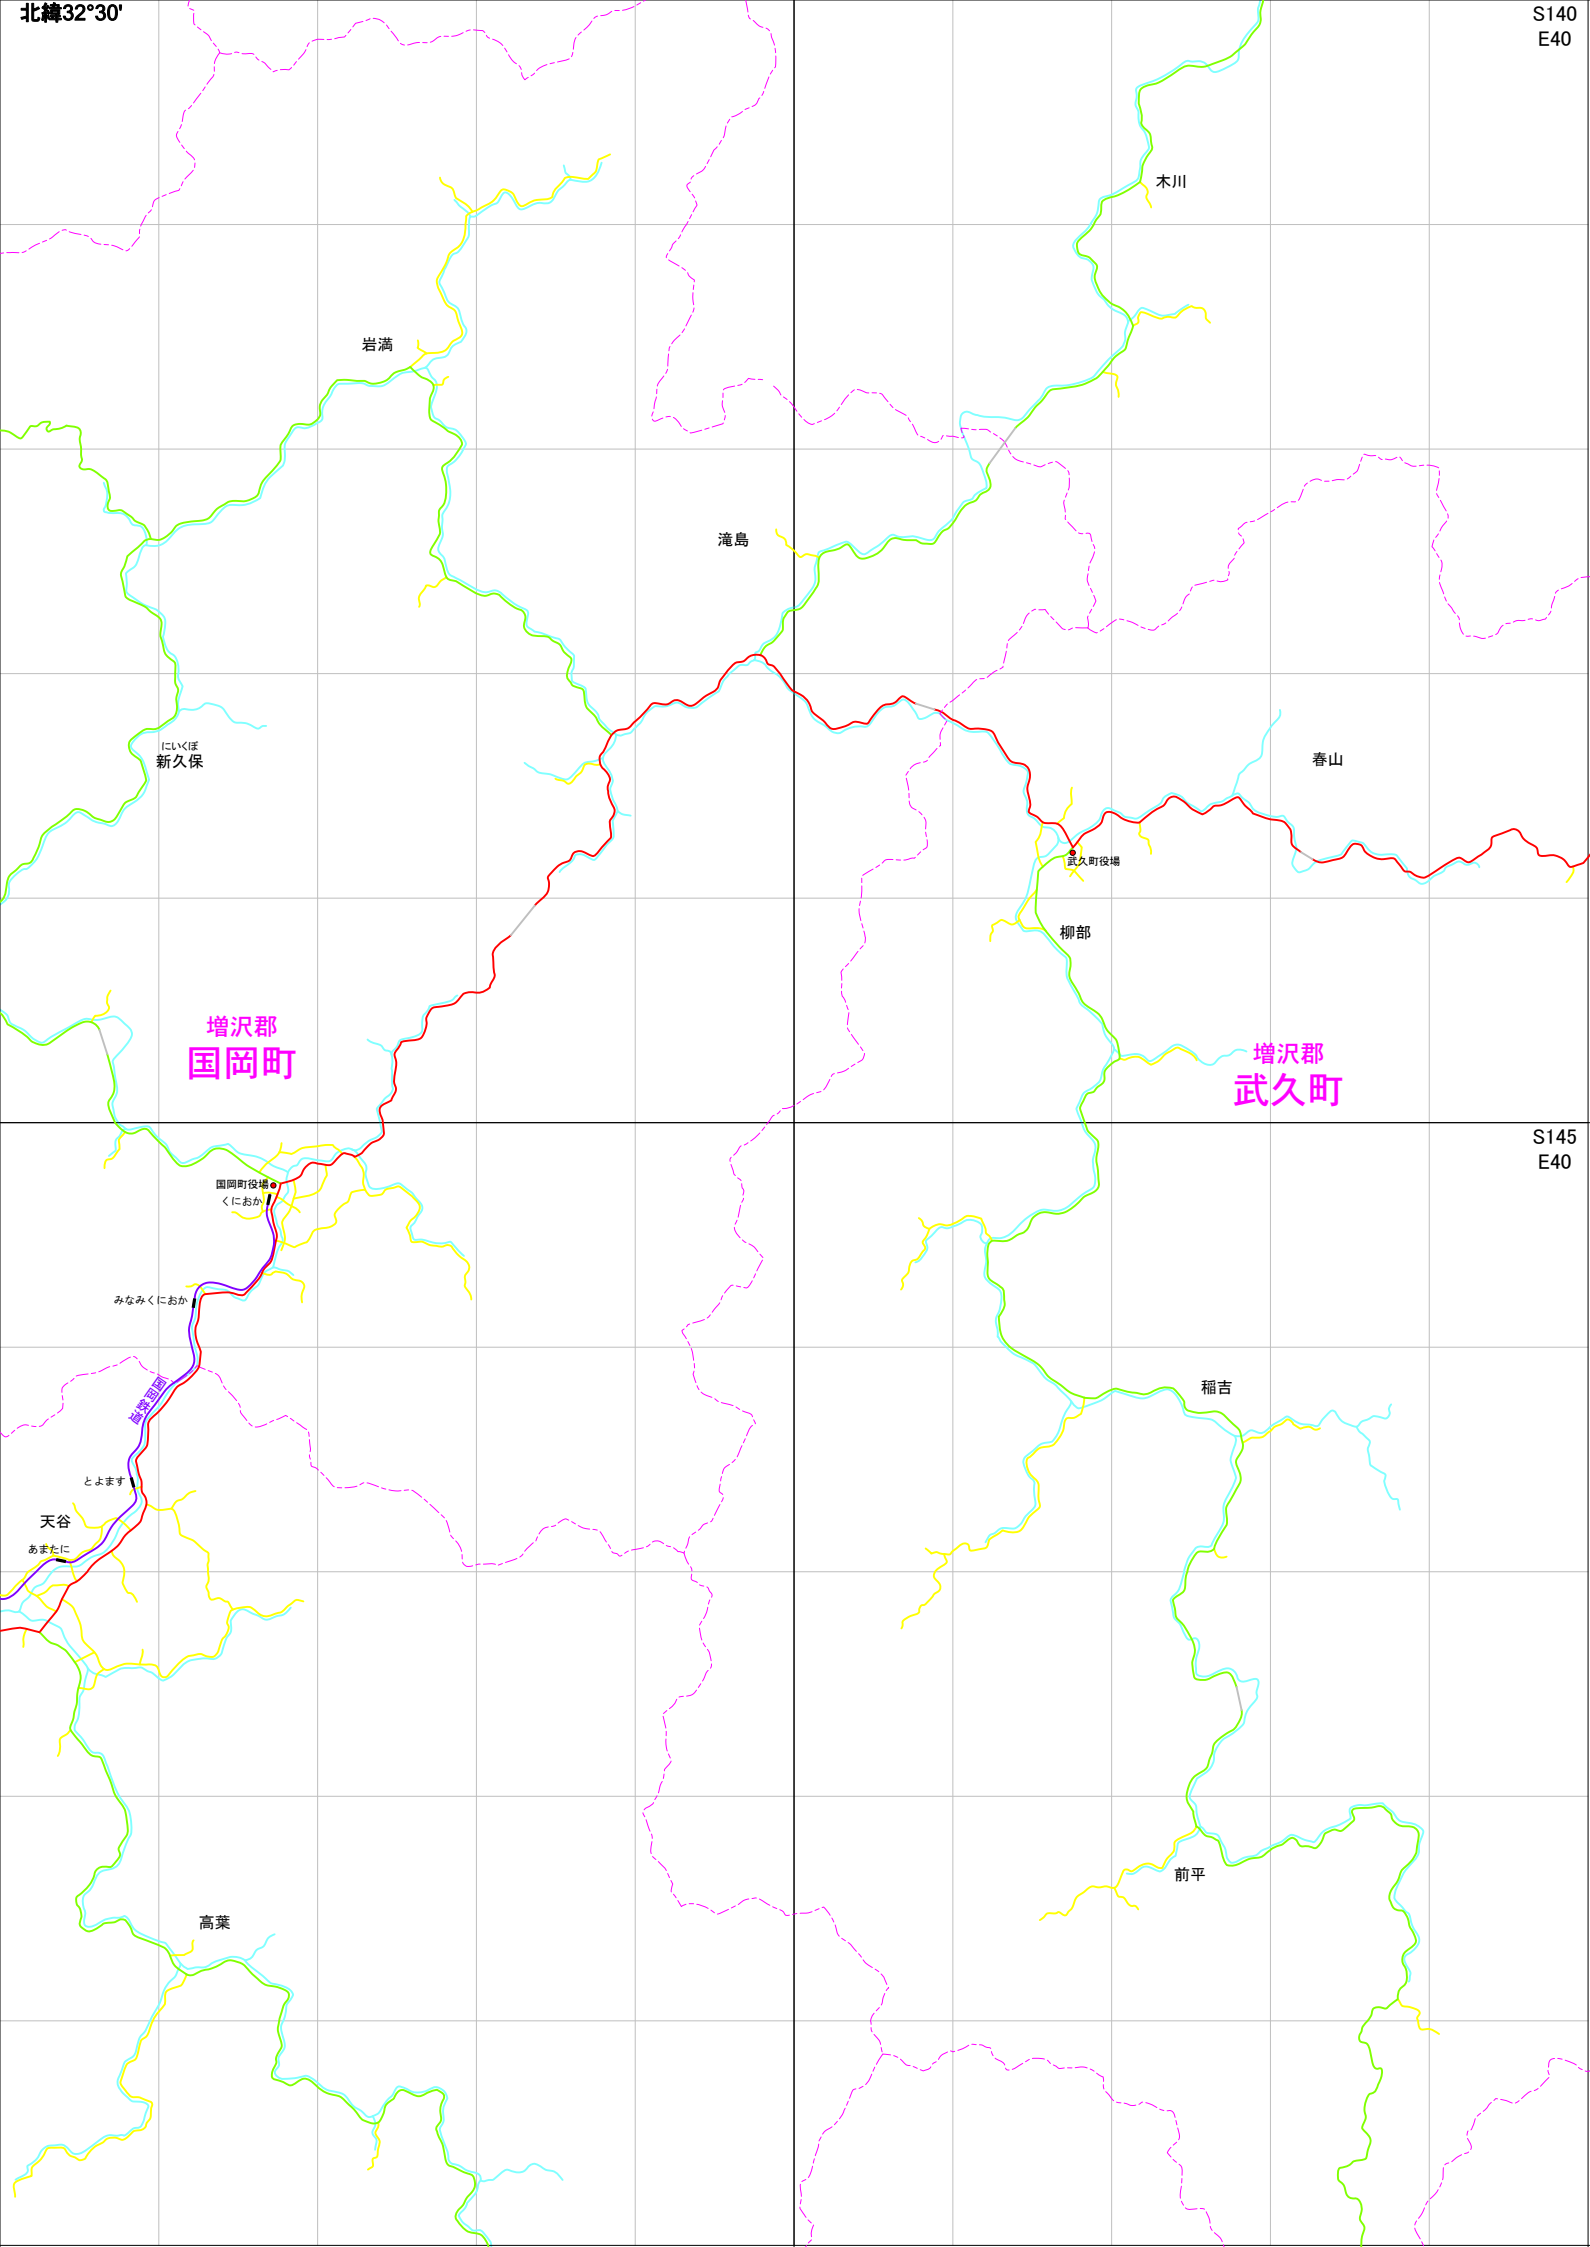 北緯32°30'
S140
E40
木川
岩満
滝島
にいくぼ
新久保
春山
武久町役場
柳部
増沢郡
国岡町
増沢郡
武久町
S145
E40
国岡町役場
くにおか
みなみくにおか
国岡鉄道
稲吉
とよます
天谷
あまたに
前平
高葉